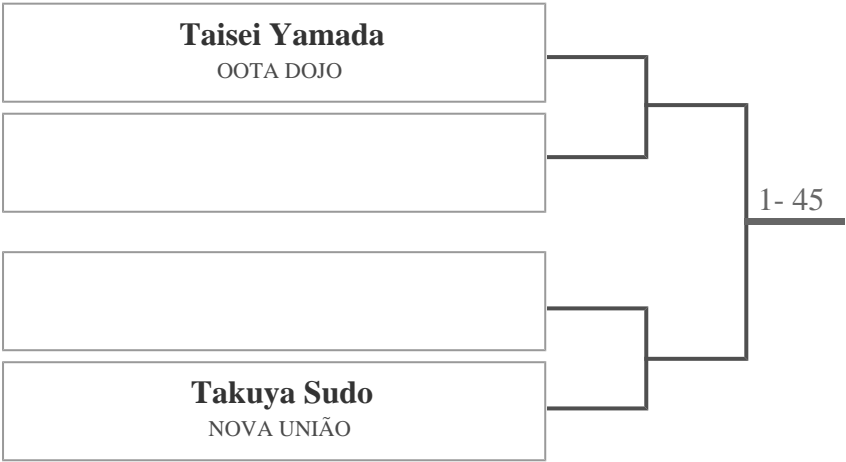 Taisei Yamada
OOTA DOJO
1- 45
Takuya Sudo
NOVA UNIÃO